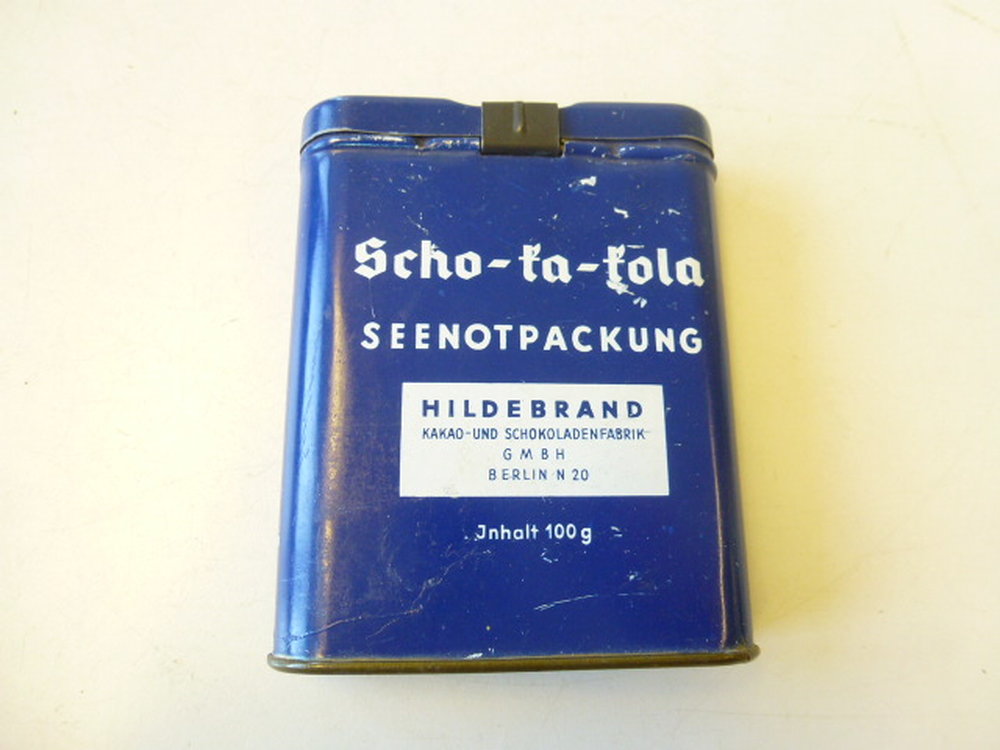 Scho-ka-kola
SEENOTPACKUNG
HILDEBRAND
KAKAO-UND SCHOKOLADENFABRIK
GMBH
BERLIN N 20
Jnhalt 100g